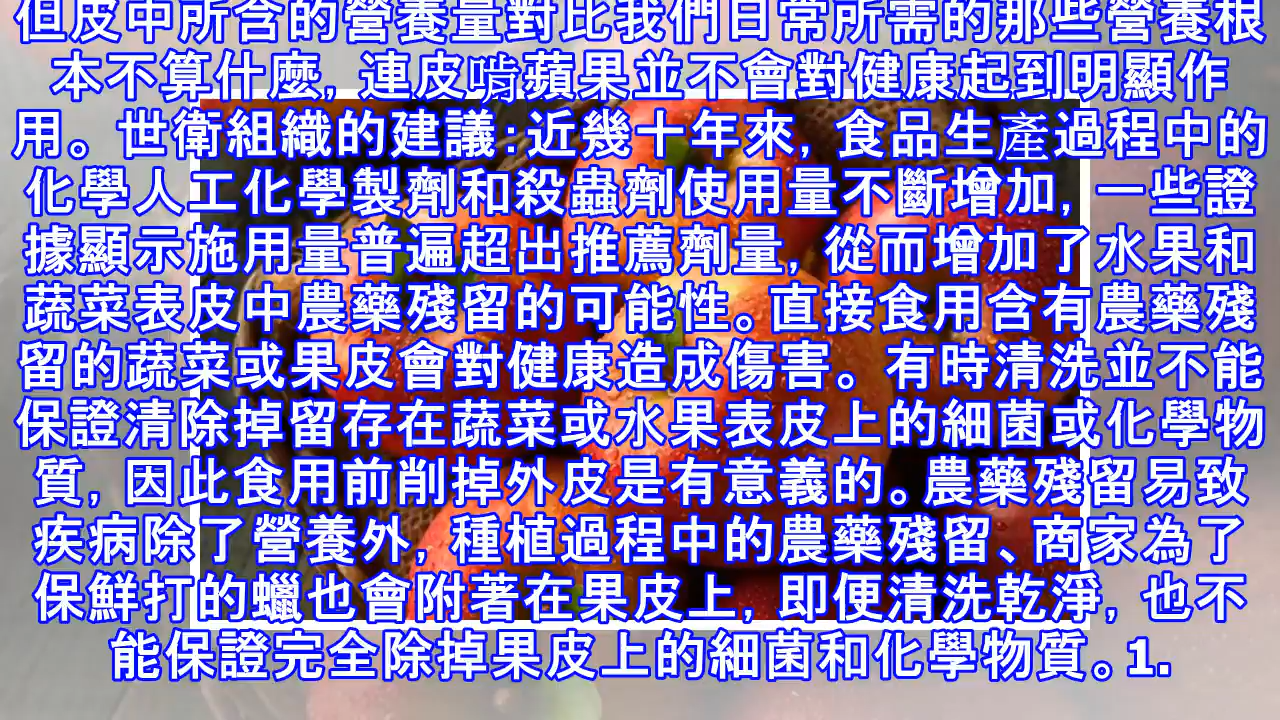 但皮中所含的營養量對比我們日常所需的那些營養根
本不算什麼, 連皮啃蘋果並不會對健康起到明顯作
用。世衛組織的建議:近幾十年來, 食品生產過程中的
化學人工化學製劑和殺蟲劑使用量不斷增加, 一些證
據顯示施用量普遍超出推薦劑量, 從而增加了水果和
蔬菜表皮中農藥殘留的可能性。直接食用含有農藥殘
留的蔬菜或果皮會對健康造成傷害。有時清洗並不能
保證清除掉留存在蔬菜或水果表皮上的細菌或化學物
質, 因此食用前削掉外皮是有意義的。農藥殘留易致
疾病除了營養外, 種植過程中的農藥殘留、商家為了
保鮮打的蠟也會附著在果皮上, 即便清洗乾淨, 也不
能保證完全除掉果皮上的細菌和化學物質。1.